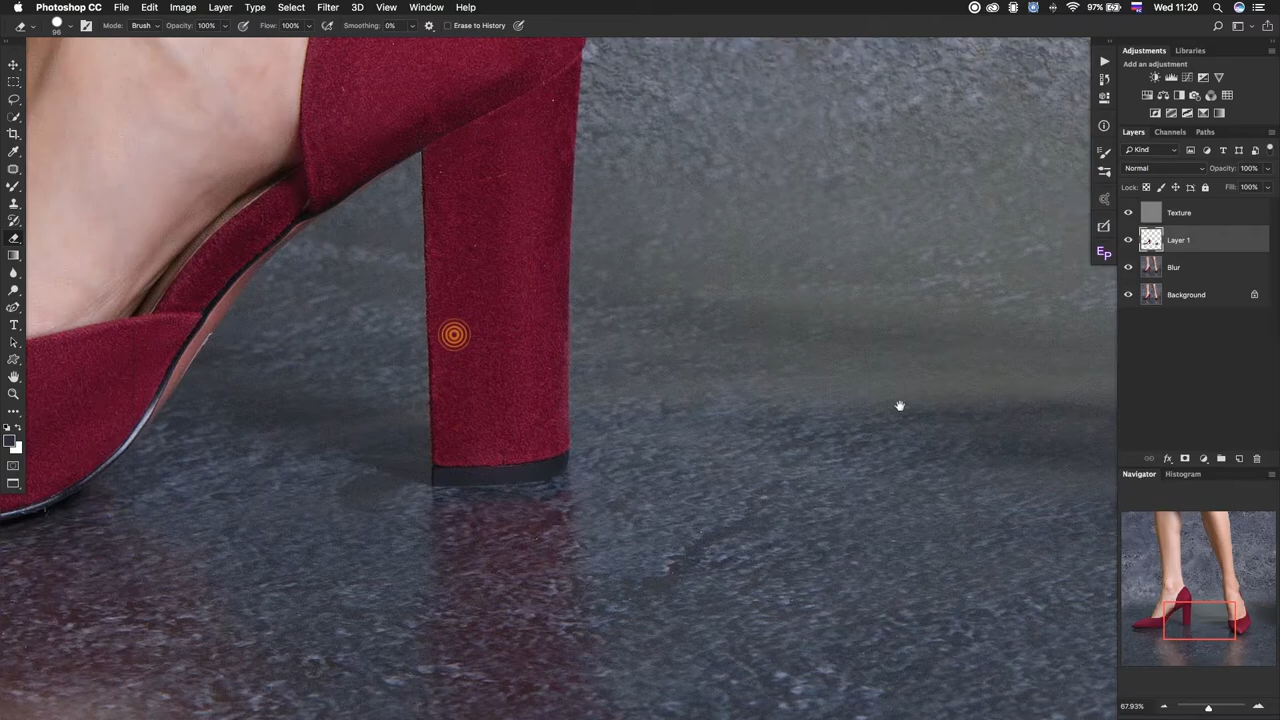 Photoshop CC File Edit Image Layer Type Select Filter 3D View Window Help 97% Wed 11:20
96 Mode: Brush Opacity: 100% Flow: 100% Smoothing: 0% Erase to History
Adjustments Libraries
Add an adjustment
Layers Channels Paths
Kind
Normal Opacity: 100%
Lock: Fill: 100%
Texture
Layer 1
Ep
Blur
Background
Navigator Histogram
67.93%